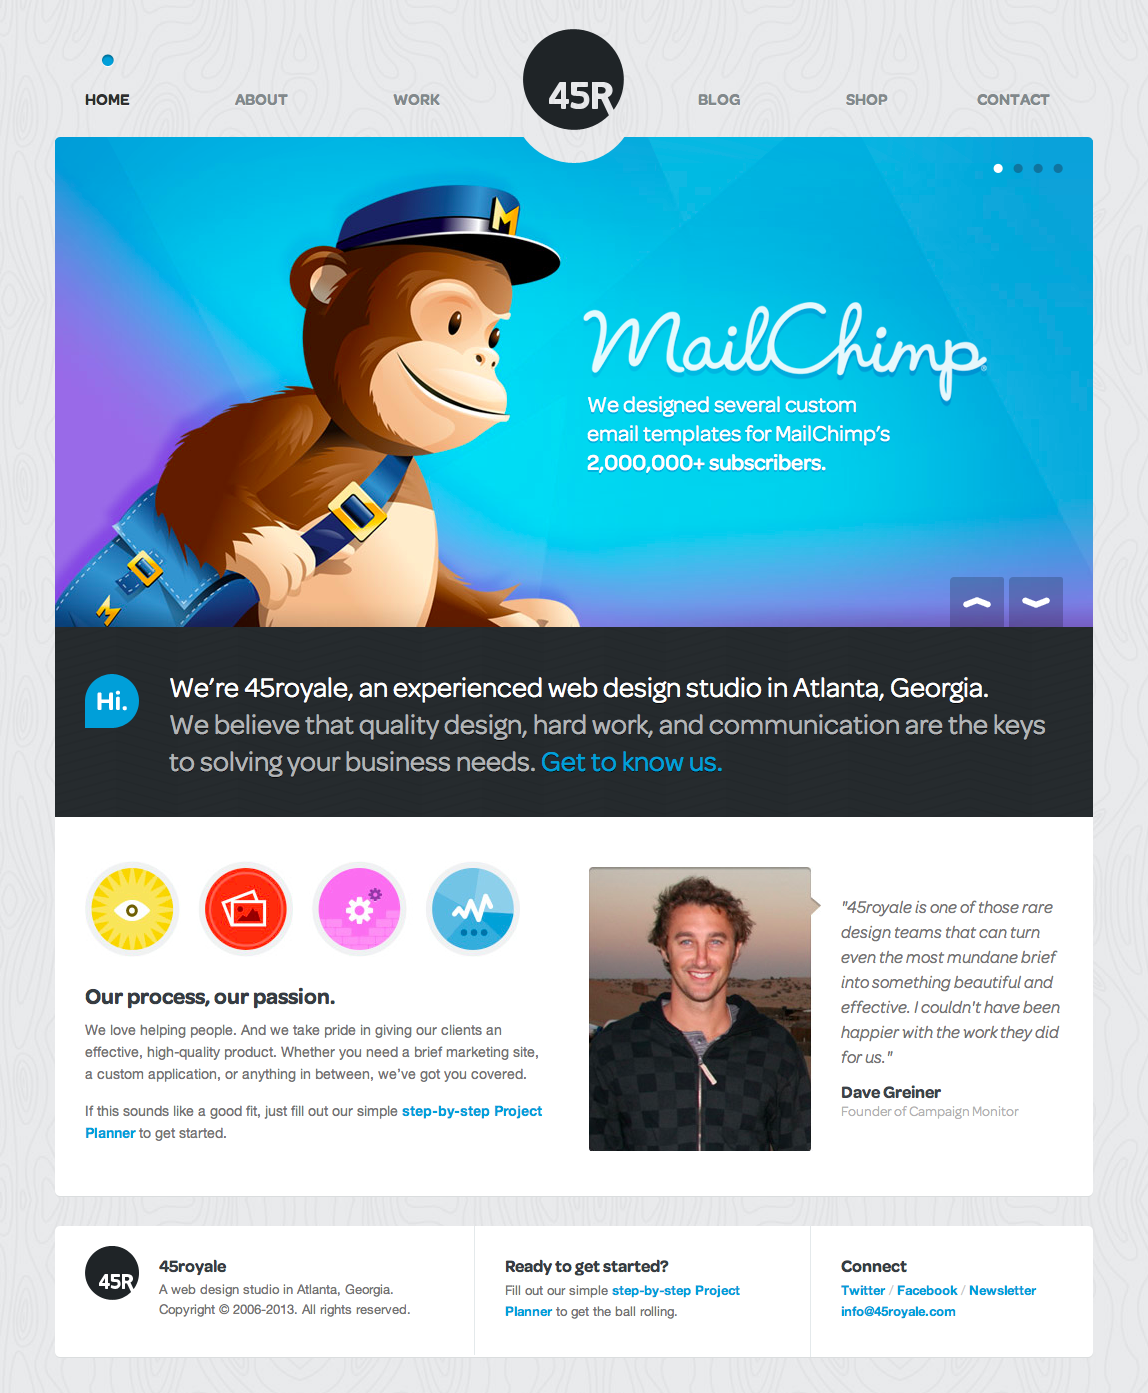 HOME
ABOUT
WORK
45R
BLOG
SHOP
CONTACT
M
MailChimp
We designed several custom
email templates for MailChimp's
2,000,000+ subscribers.
M
Hi.
We're 45royale, an experienced web design studio in Atlanta, Georgia.
We believe that quality design, hard work, and communication are the keys
to solving your business needs. Get to know us.
Our process, our passion.
We love helping people. And we take pride in giving our clients an
effective, high-quality product. Whether you need a brief marketing site,
a custom application, or anything in between, we've got you covered.
If this sounds like a good fit, just fill out our simple step-by-step Project
Planner to get started.
"45royale is one of those rare
design teams that can turn
even the most mundane brief
into something beautiful and
effective. I couldn't have been
happier with the work they did
for us."
Dave Greiner
Founder of Campaign Monitor
45R
45royale
A web design studio in Atlanta, Georgia.
Copyright © 2006-2013. All rights reserved.
Ready to get started?
Fill out our simple step-by-step Project
Planner to get the ball rolling.
Connect
Twitter / Facebook / Newsletter
info@45royale.com